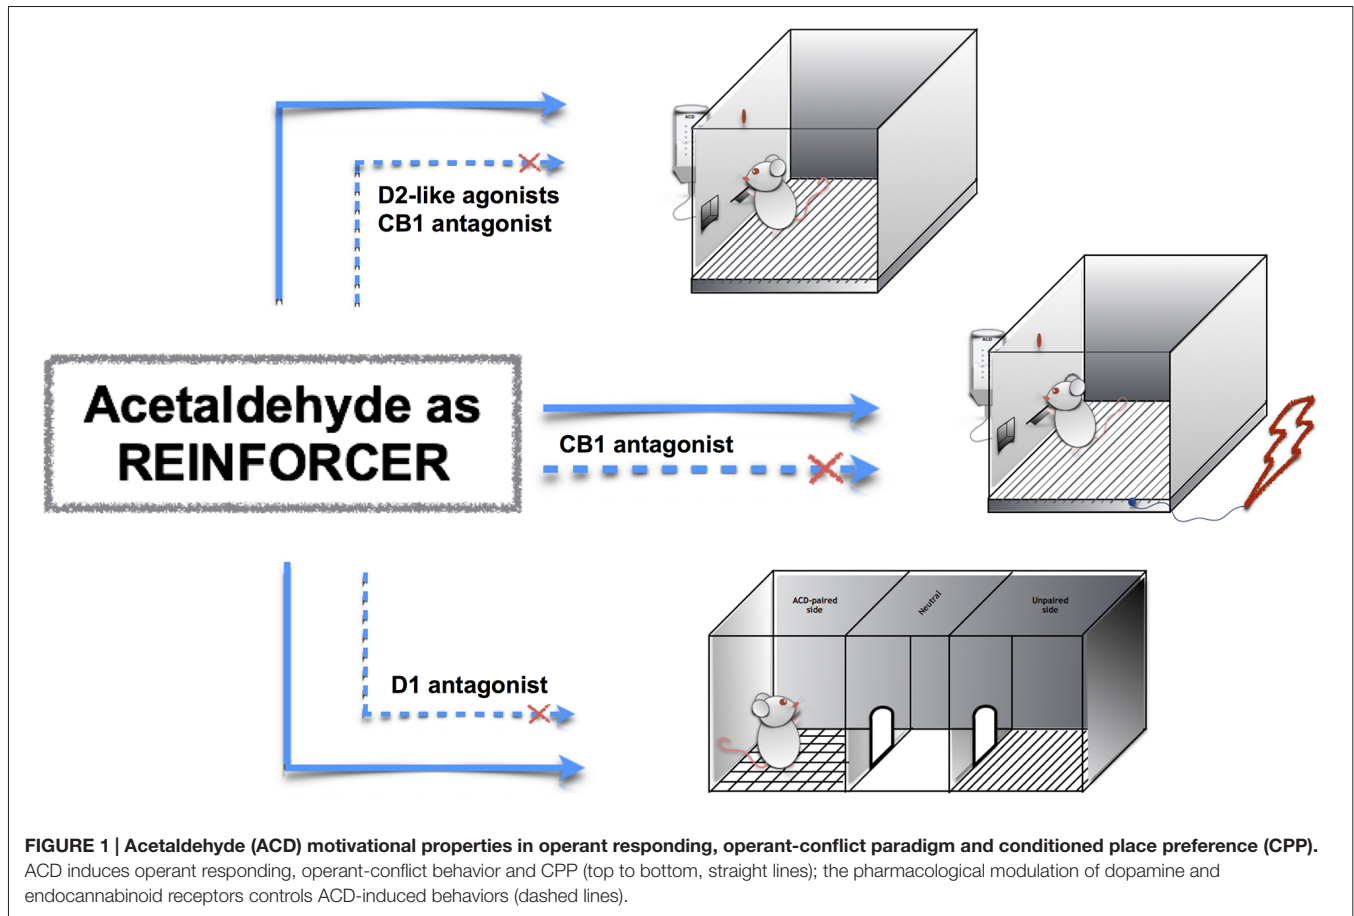 ACD
D2-like agonists
CB1 antagonist
ACD
Acetaldehyde as
REINFORCER
CB1 antagonist
ACD-paired
side
Neutral
Unpaired
side
D1 antagonist
FIGURE 1 | Acetaldehyde (ACD) motivational properties in operant responding, operant-conflict paradigm and conditioned place preference (CPP).
ACD induces operant responding, operant-conflict behavior and CPP (top to bottom, straight lines); the pharmacological modulation of dopamine and
endocannabinoid receptors controls ACD-induced behaviors (dashed lines).